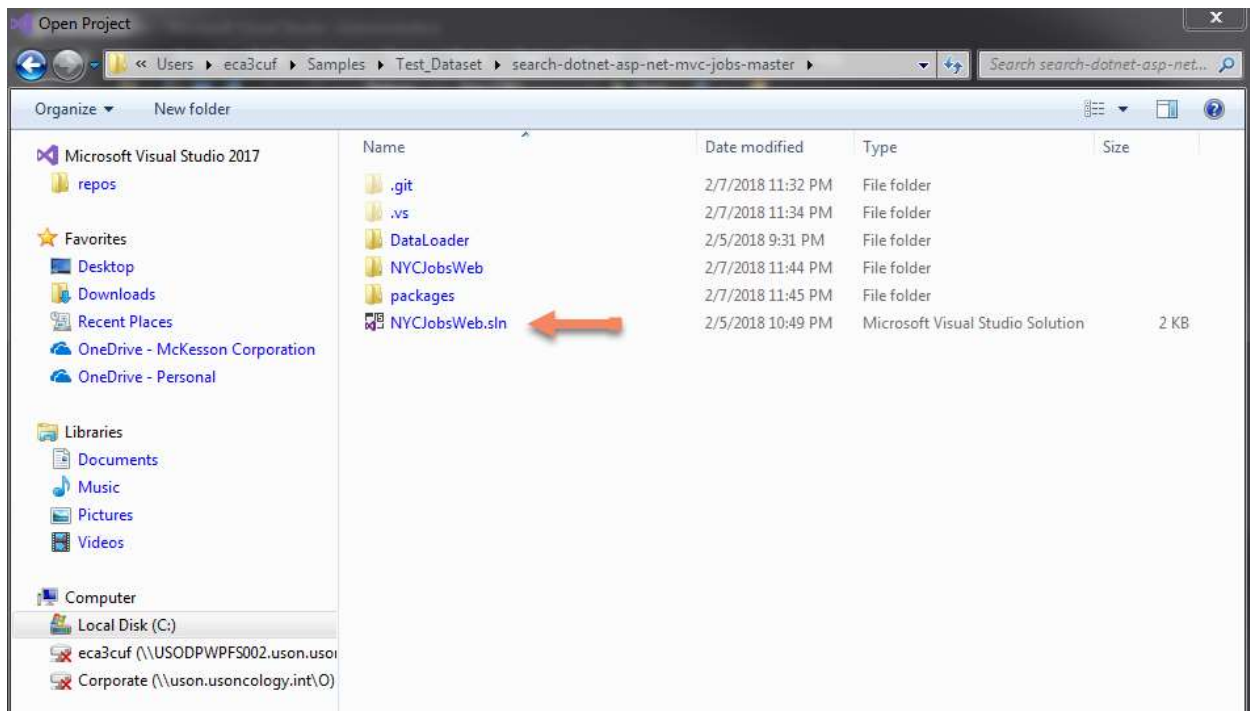 Open Project
« Users ▸ eca3cuf ▸ Samples ▸ Test_Dataset ▸ search-dotnet-asp-net-mvc-jobs-master ▸ Search search-dotnet-asp-net...
Organize ▾ New folder
Microsoft Visual Studio 2017
repos
Favorites
Desktop
Downloads
Recent Places
OneDrive - McKesson Corporation
OneDrive - Personal
Libraries
Documents
Music
Pictures
Videos
Computer
Local Disk (C:)
eca3cuf (\\USODPWPFS002.uson.uson
Corporate (\\uson.usoncology.int\O)
Name Date modified Type Size
.git 2/7/2018 11:32 PM File folder
.vs 2/7/2018 11:34 PM File folder
DataLoader 2/5/2018 9:31 PM File folder
NYCJobsWeb 2/7/2018 11:44 PM File folder
packages 2/7/2018 11:45 PM File folder
NYCJobsWeb.sln 2/5/2018 10:49 PM Microsoft Visual Studio Solution 2 KB